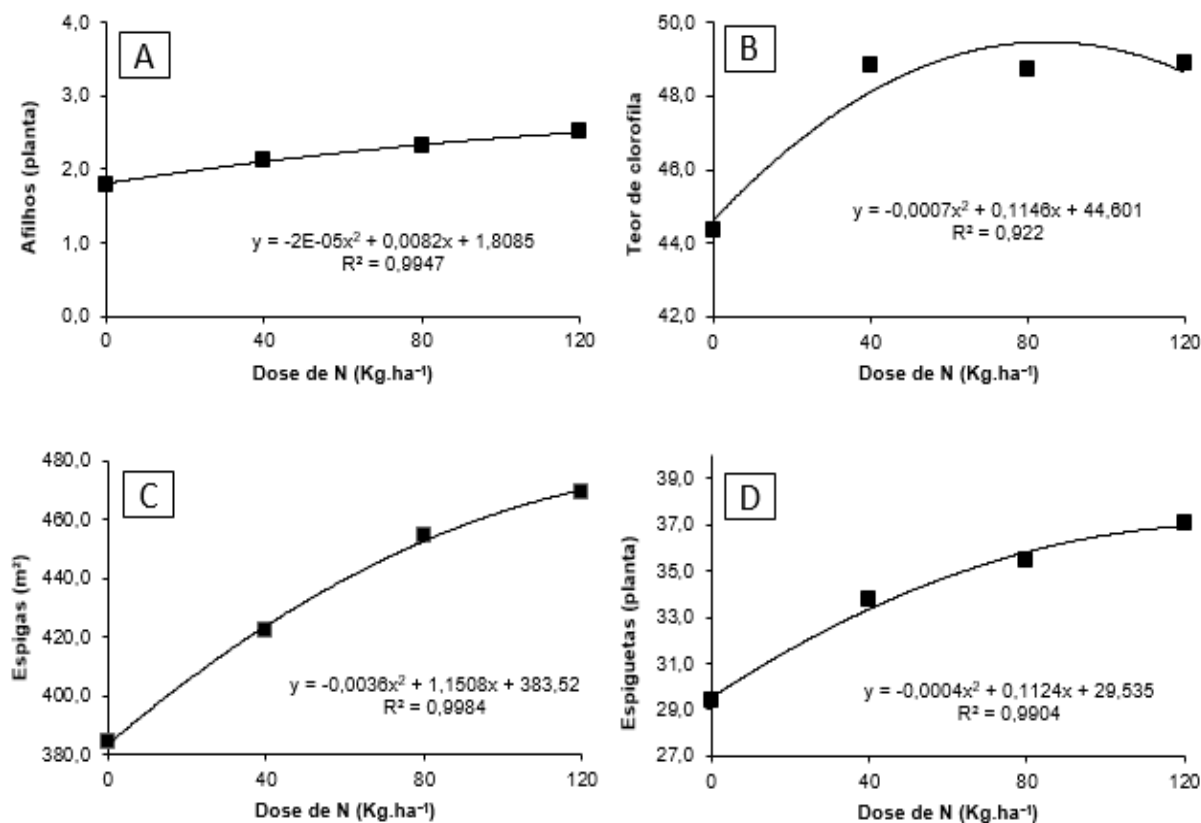 A
4,0
3,0
2,0
1,0
0,0
Afilhos (planta)
y = -2E-05x² + 0,0082x + 1,8085
R² = 0,9947
0 40 80 120
Dose de N (Kg.ha⁻¹)
B
50,0
48,0
46,0
44,0
42,0
Teor de clorofila
y = -0,0007x² + 0,1146x + 44,601
R² = 0,922
0 40 80 120
Dose de N (Kg.ha⁻¹)
C
480,0
460,0
440,0
420,0
400,0
380,0
Espigas (m²)
y = -0,0036x² + 1,1508x + 383,52
R² = 0,9984
0 40 80 120
Dose de N (Kg.ha⁻¹)
D
39,0
37,0
35,0
33,0
31,0
29,0
27,0
Espiguetas (planta)
y = -0,0004x² + 0,1124x + 29,535
R² = 0,9904
0 40 80 120
Dose de N (Kg.ha⁻¹)